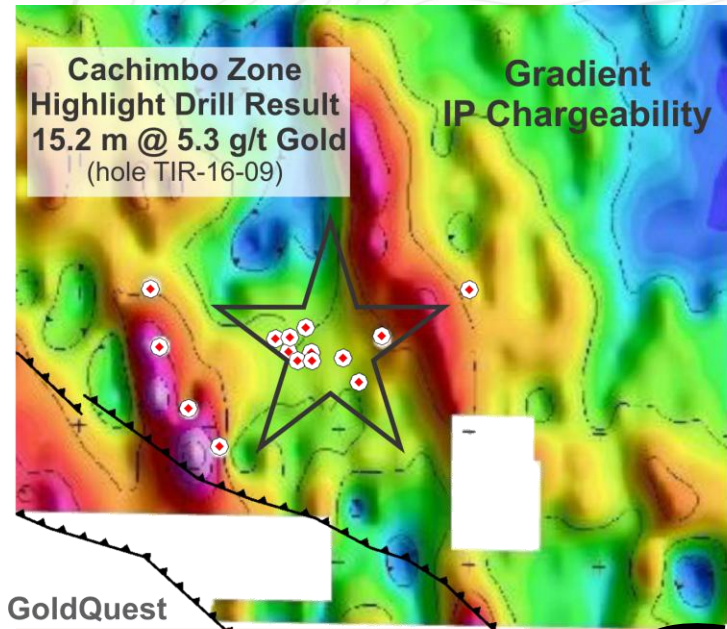 Cachimbo Zone
Highlight Drill Result
15.2 m @ 5.3 g/t Gold
(hole TIR-16-09)
Gradient
IP Chargeability
GoldQuest